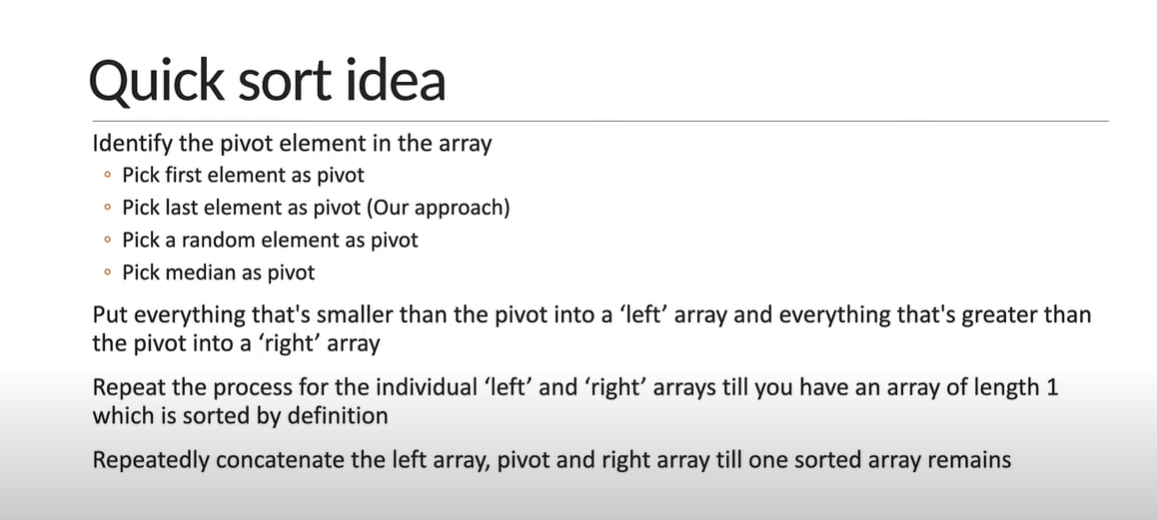 Quick sort idea
Identify the pivot element in the array
Pick first element as pivot
Pick last element as pivot (Our approach)
Pick a random element as pivot
Pick median as pivot
Put everything that's smaller than the pivot into a ‘left’ array and everything that's greater than
the pivot into a ‘right’ array
Repeat the process for the individual ‘left’ and ‘right’ arrays till you have an array of length 1
which is sorted by definition
Repeatedly concatenate the left array, pivot and right array till one sorted array remains